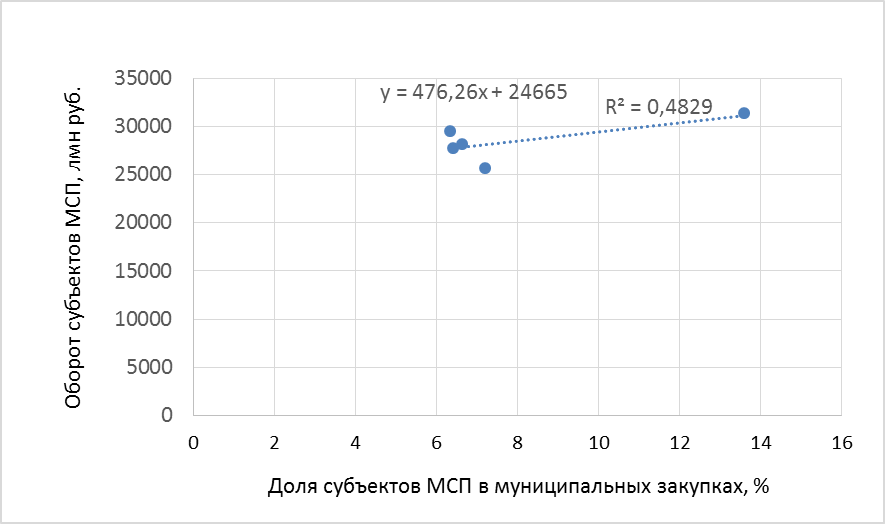 35000
30000
25000
20000
15000
10000
5000
0
Оборот субъектов МСП, лмн руб.
y = 476,26x + 24665
R² = 0,4829
0 2 4 6 8 10 12 14 16
Доля субъектов МСП в муниципальных закупках, %